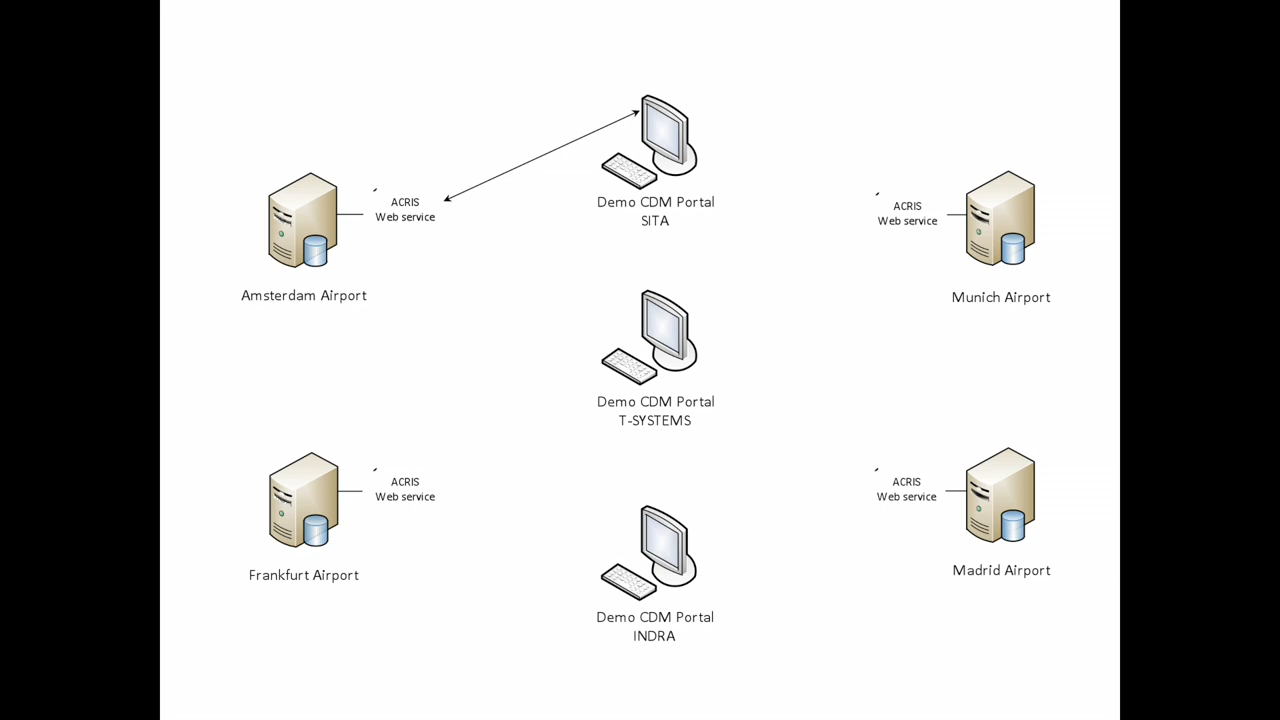 ACRIS
Web service
Amsterdam Airport
Demo CDM Portal
SITA
ACRIS
Web service
Munich Airport
Demo CDM Portal
T-SYSTEMS
ACRIS
Web service
Frankfurt Airport
ACRIS
Web service
Madrid Airport
Demo CDM Portal
INDRA